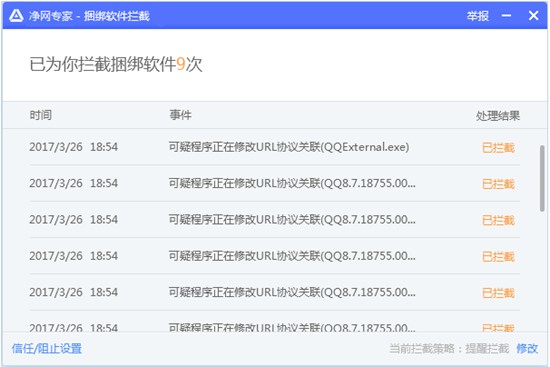 净网专家 - 捆绑软件拦截 举报
已为你拦截捆绑软件9次
时间 事件 处理结果
2017/3/26 18:54 可疑程序正在修改URL协议关联(QQExternal.exe) 已拦截
2017/3/26 18:54 可疑程序正在修改URL协议关联(QQ8.7.18755.00... 已拦截
2017/3/26 18:54 可疑程序正在修改URL协议关联(QQ8.7.18755.00... 已拦截
2017/3/26 18:54 可疑程序正在修改URL协议关联(QQ8.7.18755.00... 已拦截
2017/3/26 18:54 可疑程序正在修改URL协议关联(QQ8.7.18755.00... 已拦截
2017/3/26 18:54 可疑程序正在修改URL协议关联(QQ8.7.18755.00... 已拦截
信任/阻止设置 当前拦截策略：提醒拦截 修改